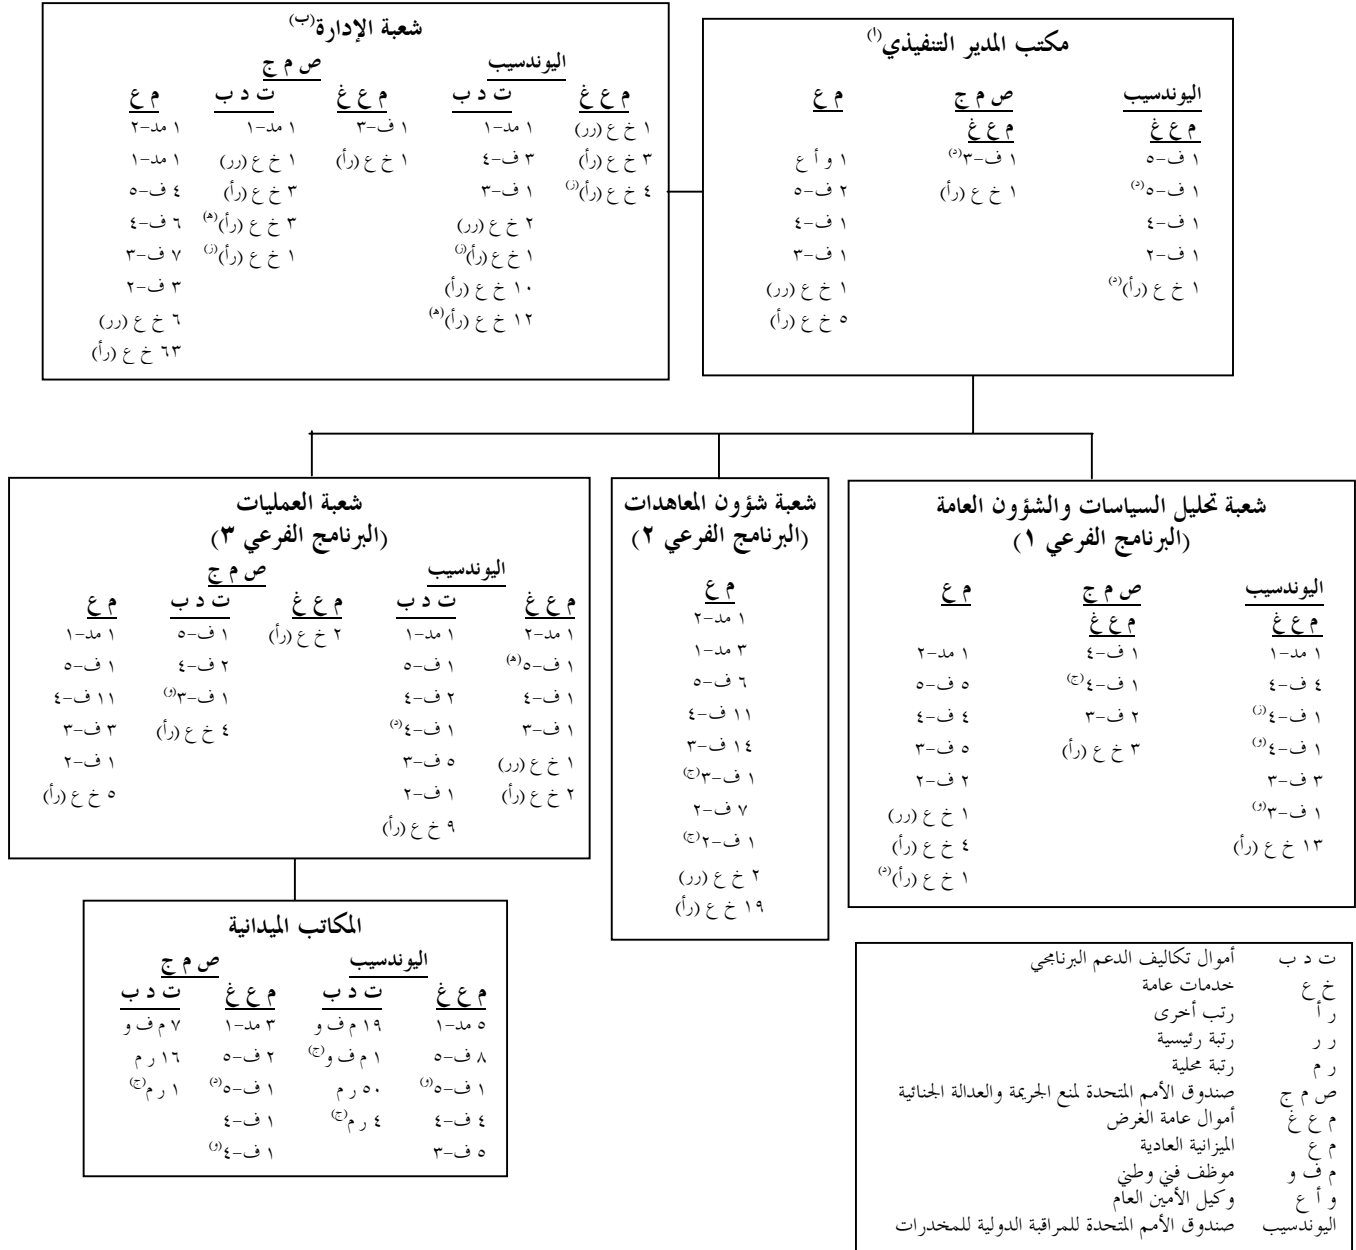 مكتب المدير التنفيذي(ا)
اليوندسيب ص م ج م ع
م ع غ م ع غ
١ ف-٥ ١ ف-٣(د) ١ و أ ع
١ ف-٥(د) ١ خ ع (رأ) ٢ ف-٥
١ ف-٤ ١ ف-٤
١ ف-٢ ١ ف-٣
١ خ ع (رأ)(د) ١ خ ع (رر)
٥ خ ع (رأ)
شعبة الإدارة(ب)
اليوندسيب ص م ج
م ع غ ت د ب م ع غ ت د ب م ع
١ خ ع (رر) ١ مد-١ ١ ف-٣ ١ مد-١ ١ مد-٢
٣ خ ع (رأ) ٣ ف-٤ ١ خ ع (رأ) ١ خ ع (رر) ١ مد-١
٤ خ ع (رأ)(ز) ١ ف-٣ ٣ خ ع (رأ) ٤ ف-٥
٢ خ ع (رر) ٣ خ ع (رأ)(ﻫ) ٦ ف-٤
١ خ ع (رأ)(ز) ١ خ ع (رأ)(ز) ٧ ف-٣
١٠ خ ع (رأ) ٣ ف-٢
١٢ خ ع (رأ)(ﻫ) ٦ خ ع (رر)
٦٣ خ ع (رأ)
شعبة تحليل السياسات والشؤون العامة
(البرنامج الفرعي ١)
اليوندسيب ص م ج م ع
م ع غ م ع غ
١ مد-١ ١ ف-٤ ١ مد-٢
٤ ف-٤ ١ ف-٤(ج) ٥ ف-٥
١ ف-٤(ز) ٢ ف-٣ ٤ ف-٤
١ ف-٤(و) ٣ خ ع (رأ) ٥ ف-٣
٣ ف-٣ ٢ ف-٢
١ ف-٣(و) ١ خ ع (رر)
١٣ خ ع (رأ) ٤ خ ع (رأ)
١ خ ع (رأ)(د)
شعبة شؤون المعاهدات
(البرنامج الفرعي ٢)
م ع
١ مد-٢
٣ مد-١
٦ ف-٥
١١ ف-٤
١٤ ف-٣
١ ف-٣(ج)
٧ ف-٢
١ ف-٢(ج)
٢ خ ع (رر)
١٩ خ ع (رأ)
شعبة العمليات
(البرنامج الفرعي ٣)
اليوندسيب ص م ج
م ع غ ت د ب م ع غ ت د ب م ع
١ مد-٢ ١ مد-١ ٢ خ ع (رأ) ١ ف-٥ ١ مد-١
١ ف-٥(ﻫ) ١ ف-٥ ٢ ف-٤ ١ ف-٥
١ ف-٤ ٢ ف-٤ ١ ف-٣(و) ١١ ف-٤
١ ف-٣ ١ ف-٤(د) ٤ خ ع (رأ) ٣ ف-٣
١ خ ع (رر) ٥ ف-٣ ١ ف-٢
٢ خ ع (رأ) ١ ف-٢ ٥ خ ع (رأ)
٩ خ ع (رأ)
المكاتب الميدانية
اليوندسيب ص م ج
م ع غ ت د ب م ع غ ت د ب
٥ مد-١ ١٩ م ف و ٣ مد-١ ٧ م ف و
٨ ف-٥ ١ م ف و(ج) ٢ ف-٥ ١٦ ر م
١ ف-٥(و) ٥٠ ر م ١ ف-٥(د) ١ ر م(ج)
٤ ف-٤ ٤ ر م(ج) ١ ف-٤
٥ ف-٣ ١ ف-٤(و)
ت د ب أموال تكاليف الدعم البرنامجي
خ ع خدمات عامة
ر أ رتب أخرى
ر ر رتبة رئيسية
ر م رتبة محلية
ص م ج صندوق الأمم المتحدة لمنع الجريمة والعدالة الجنائية
م ع غ أموال عامة الغرض
م ع الميزانية العادية
م ف و موظف فني وطني
و أ ع وكيل الأمين العام
اليوندسيب صندوق الأمم المتحدة للمراقبة الدولية للمخدرات